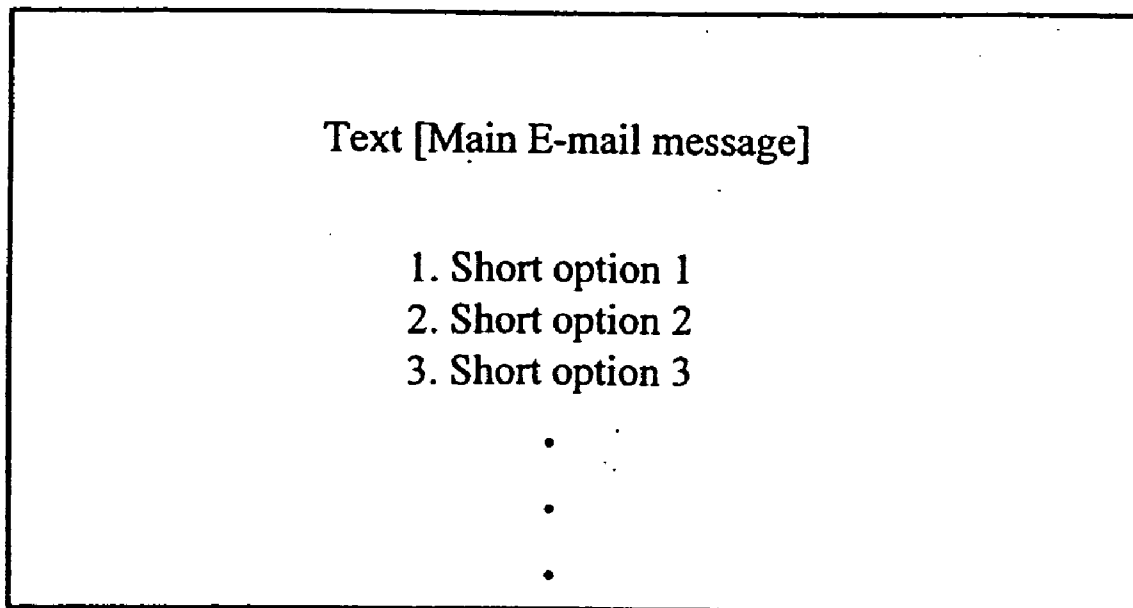 Text [Main E-mail message]
1. Short option 1
2. Short option 2
3. Short option 3
.
.
.